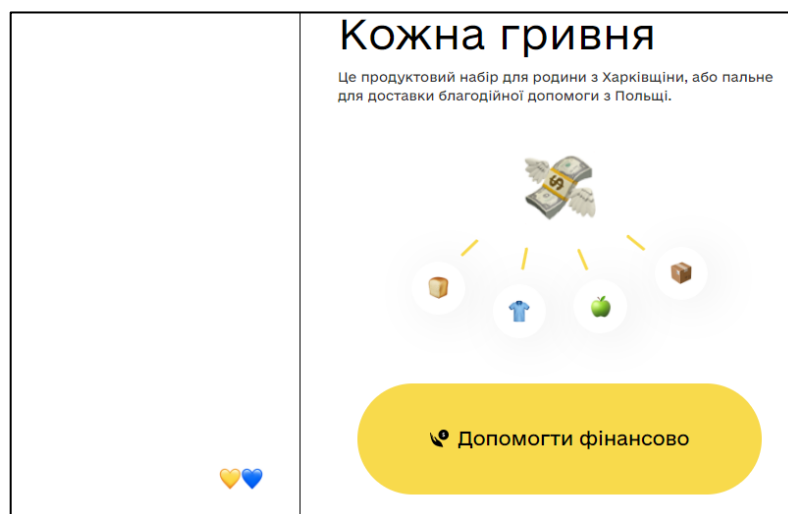 Кожна гривня
Це продуктовий набір для родини з Харківщини, або пальне
для доставки благодійної допомоги з Польщі.
Допомогти фінансово